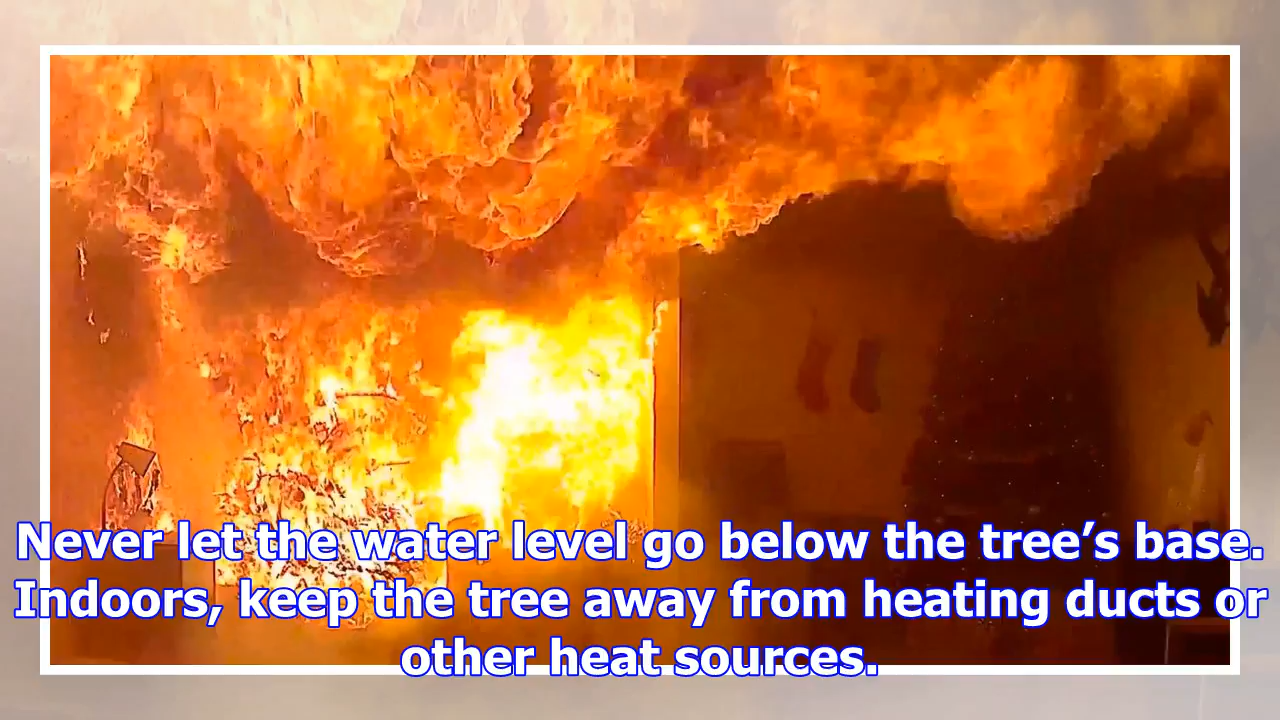 Never let the water level go below the tree’s base.
Indoors, keep the tree away from heating ducts or
other heat sources.